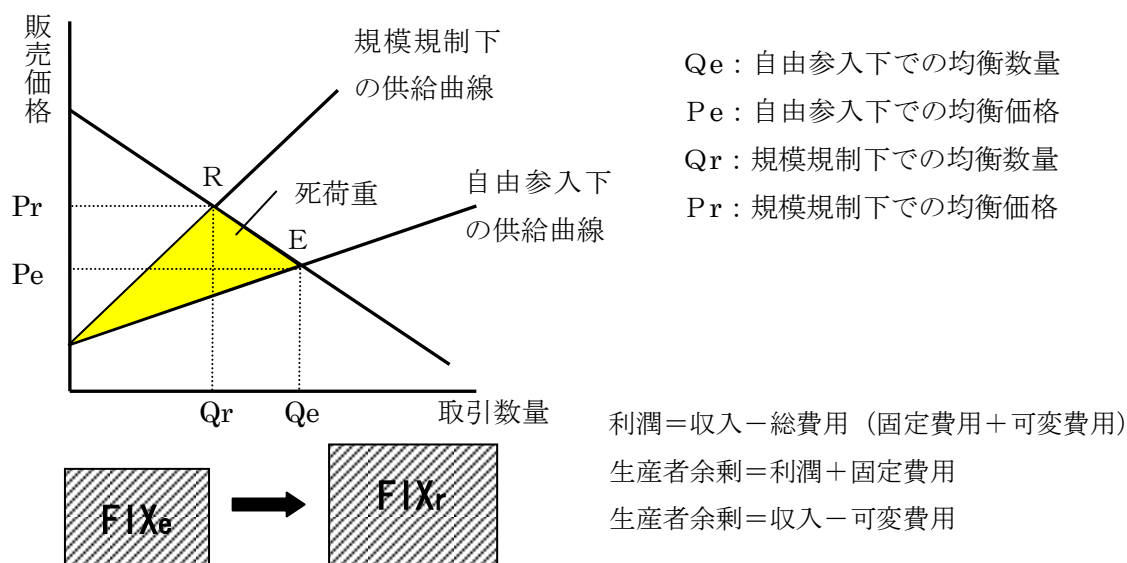 販売価格
規模規制下
の供給曲線
Ｑe：自由参入下での均衡数量
Ｐe：自由参入下での均衡価格
Ｑr：規模規制下での均衡数量
Ｐr：規模規制下での均衡価格
R
死荷重
自由参入下
の供給曲線
Pr
E
Pe
Qr
Qe
取引数量
利潤＝収入－総費用（固定費用＋可変費用）
生産者余剰＝利潤＋固定費用
生産者余剰＝収入－可変費用
FIXe
FIXr